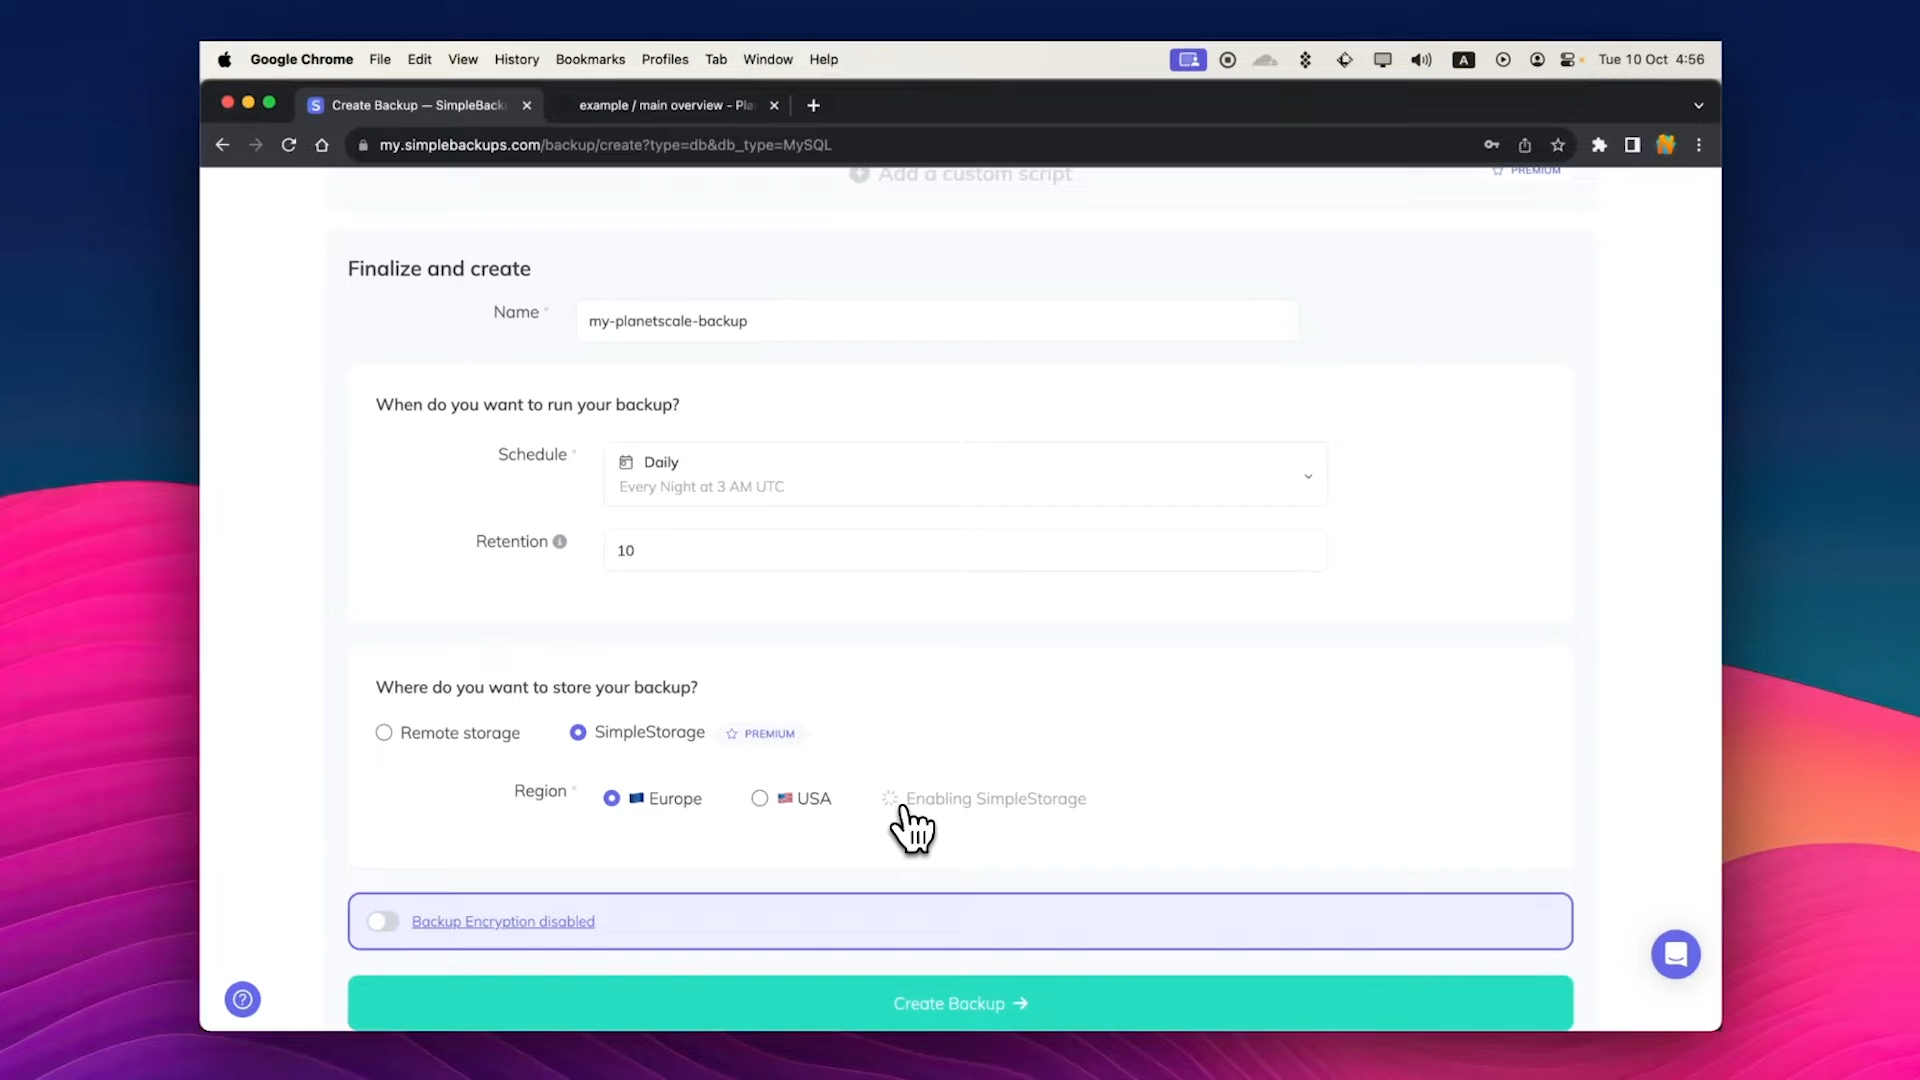 Google Chrome File Edit View History Bookmarks Profiles Tab Window Help A Tue 10 Oct 4:56
S Create Backup — SimpleBack example / main overview - Pla
my.simplebackups.com/backup/create?type=db&db_type=MySQL
Add a custom script PREMIUM
Finalize and create
Name * my-planetscale-backup
When do you want to run your backup?
Schedule * Daily
Every Night at 3 AM UTC
Retention 10
Where do you want to store your backup?
Remote storage SimpleStorage PREMIUM
Region * Europe USA Enabling SimpleStorage
Backup Encryption disabled
Create Backup →